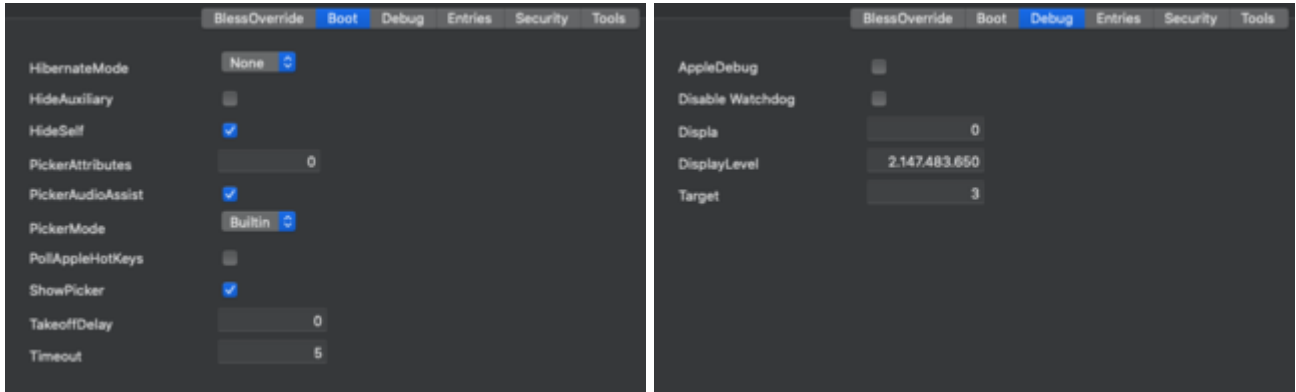 BlessOverride Boot Debug Entries Security Tools
HibernateMode None
HideAuxiliary
HideSelf
PickerAttributes 0
PickerAudioAssist
PickerMode Builtin
PollAppleHotKeys
ShowPicker
TakeoffDelay 0
Timeout 5
BlessOverride Boot Debug Entries Security Tools
AppleDebug
Disable Watchdog
Displa 0
DisplayLevel 2.147.483.650
Target 3